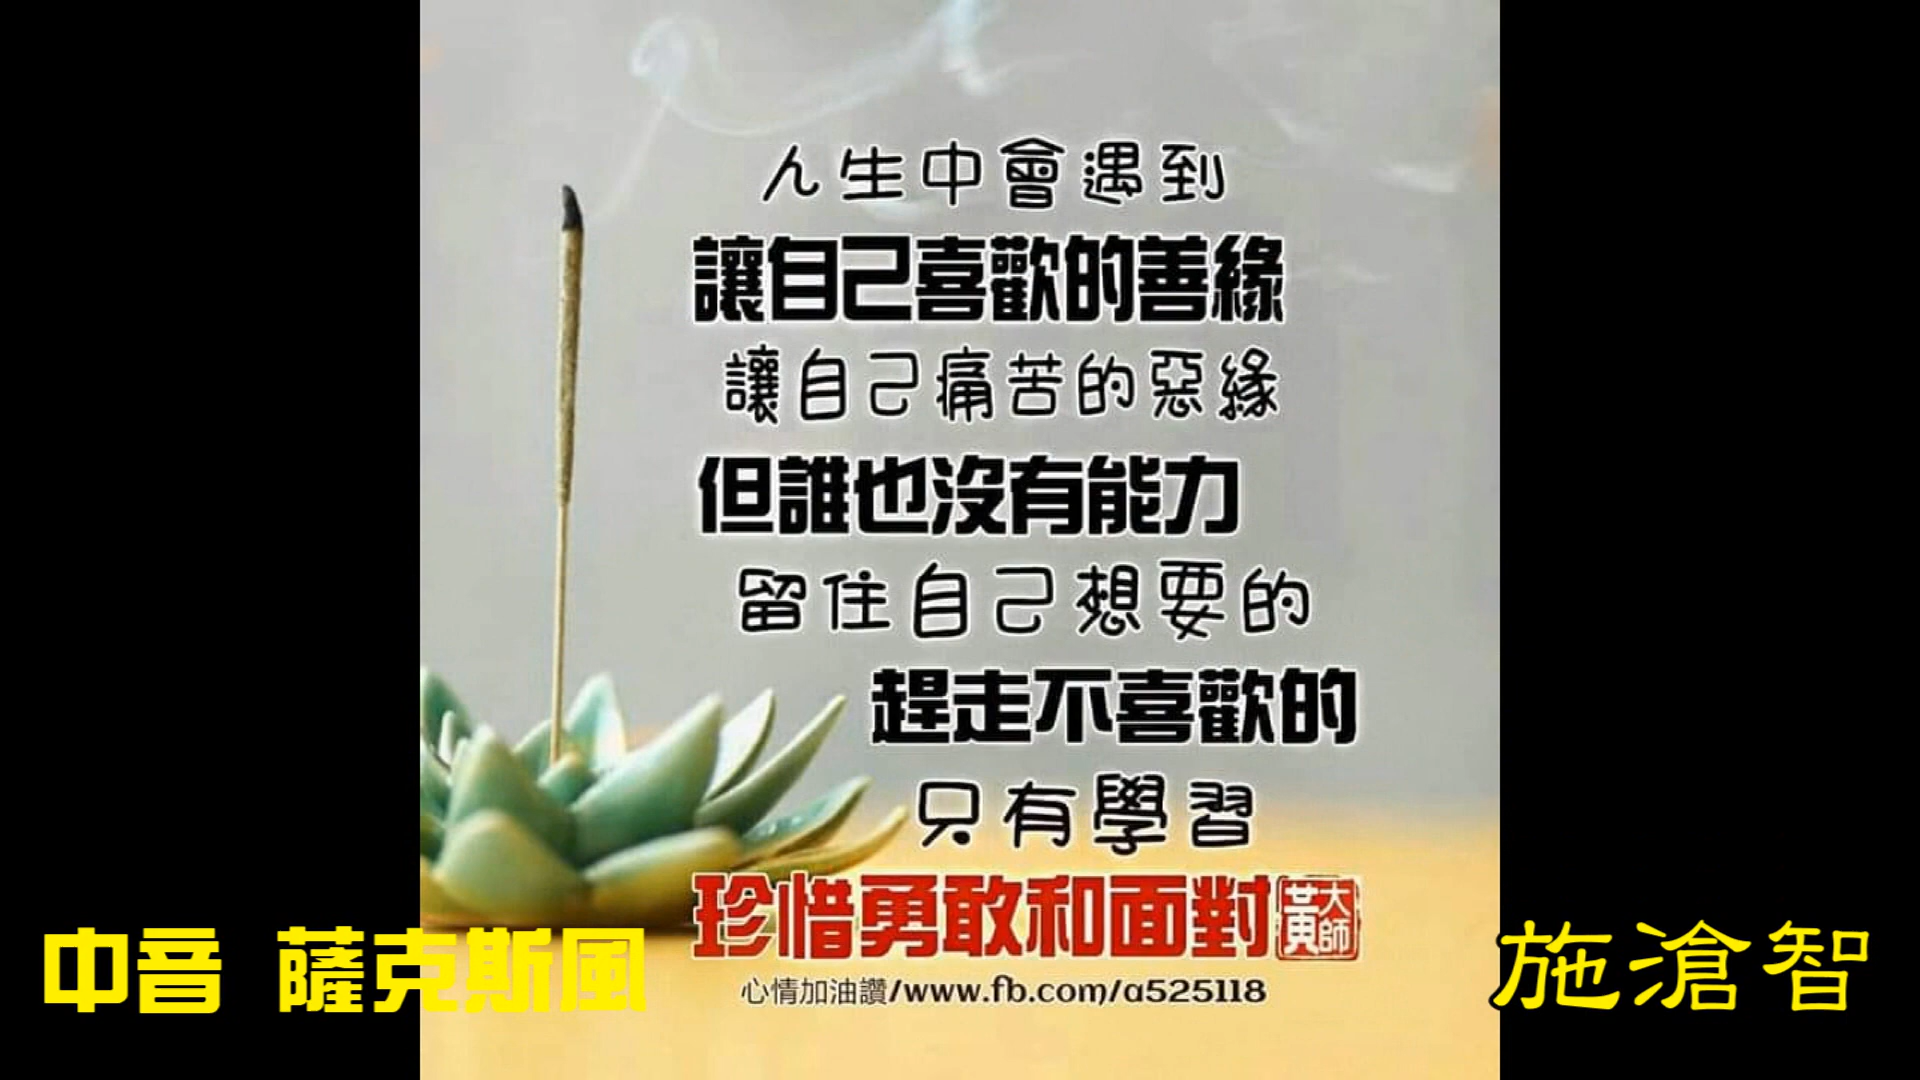 人生中會遇到
讓自己喜歡的善緣
讓自己痛苦的惡緣
但誰也沒有能力
留住自己想要的
趕走不喜歡的
只有學習
珍惜勇敢和面對
黃大師
心情加油讚/www.fb.com/a525118
中音 薩克斯風
施滄智